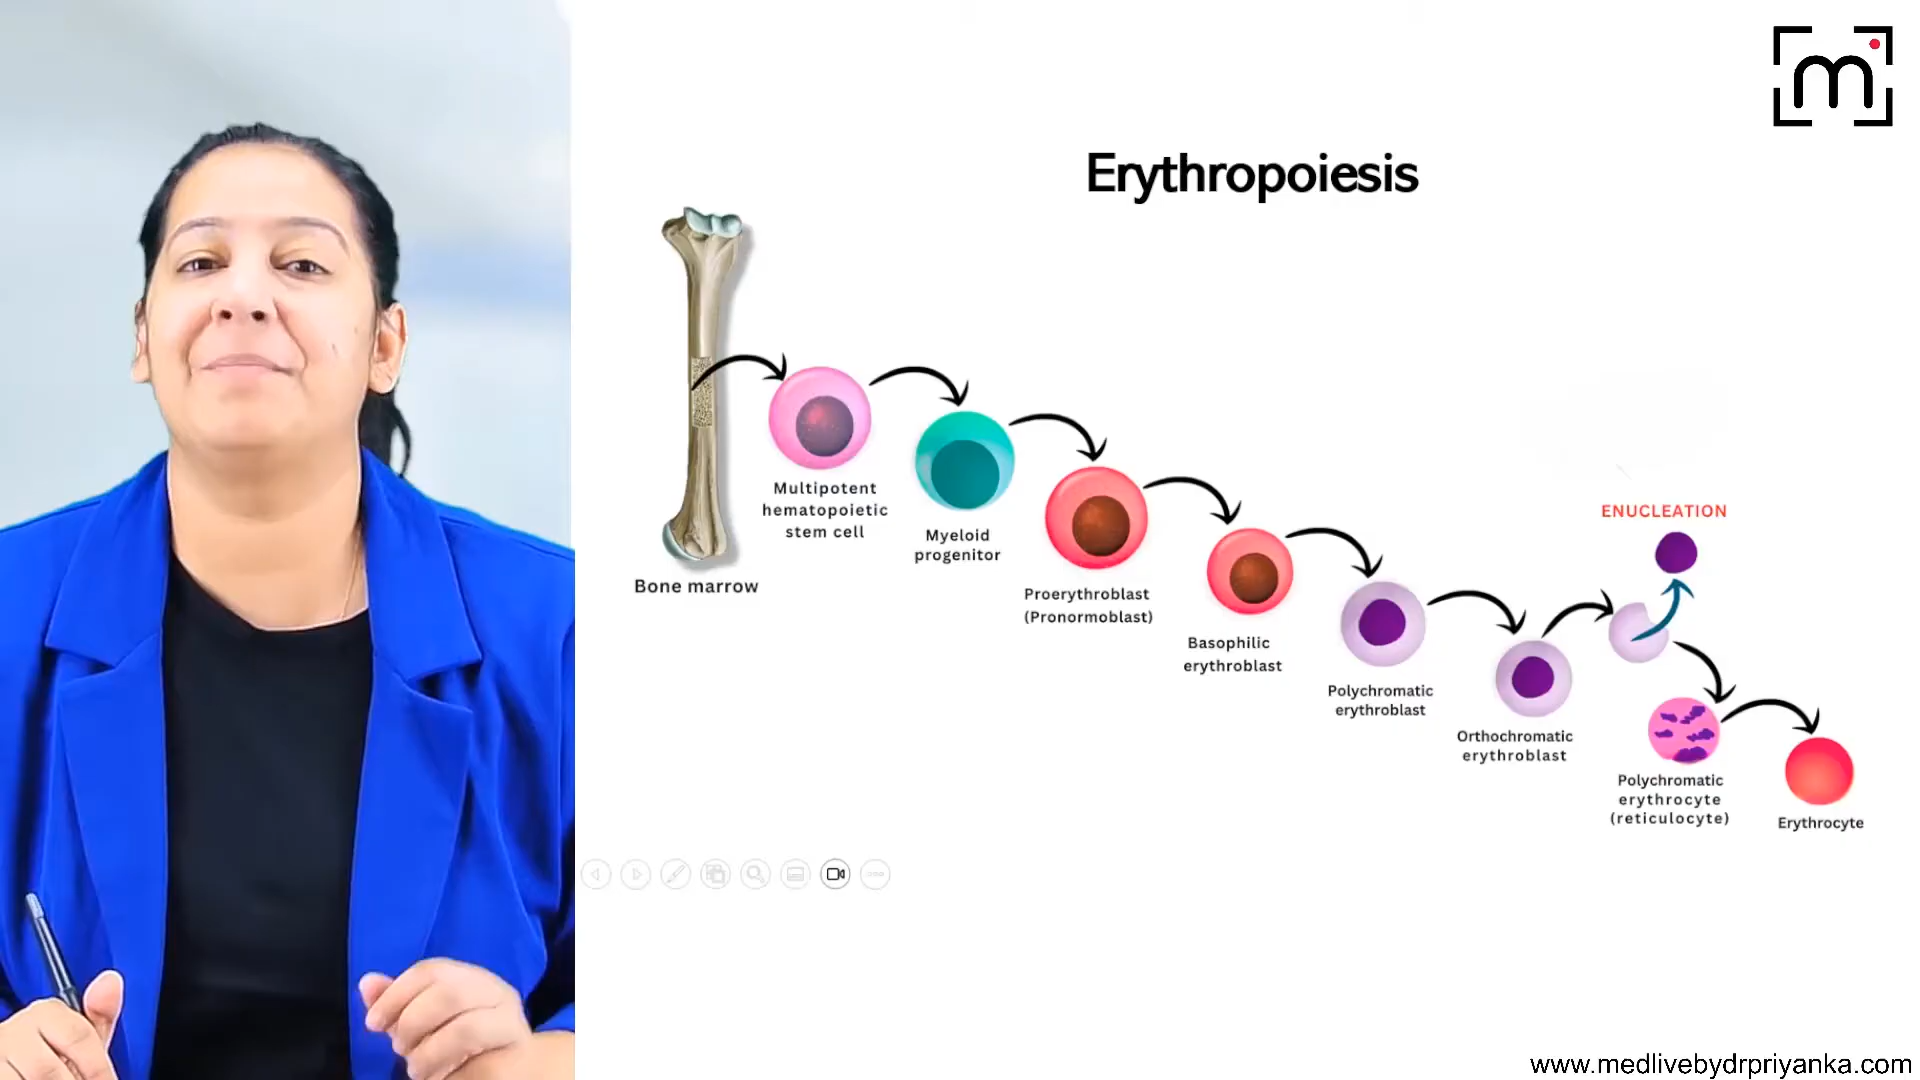 m
Erythropoiesis
Multipotent
hematopoietic
stem cell
Myeloid
progenitor
Bone marrow
Proerythroblast
(Pronormoblast)
Basophilic
erythroblast
Polychromatic
erythroblast
Orthochromatic
erythroblast
ENUCLEATION
Polychromatic
erythrocyte
(reticulocyte)
Erythrocyte
www.medlivebydrpriyanka.com